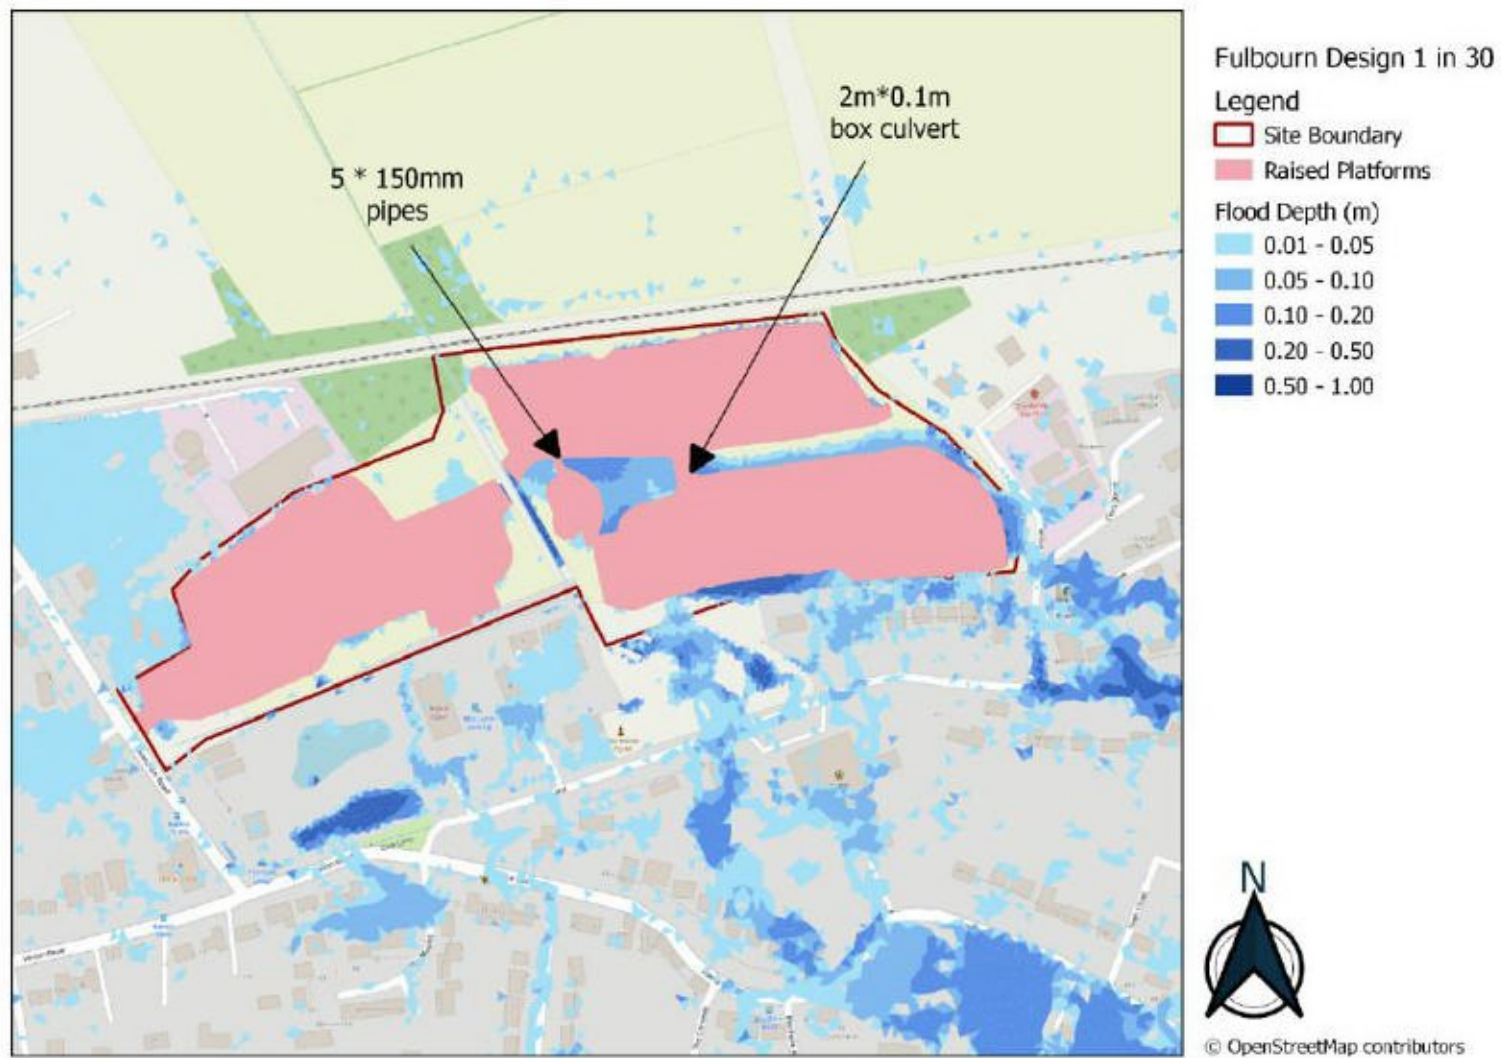 Fulbourn Design 1 in 30
Legend
Site Boundary
Raised Platforms
Flood Depth (m)
0.01 - 0.05
0.05 - 0.10
0.10 - 0.20
0.20 - 0.50
0.50 - 1.00
2m*0.1m
box culvert
5 * 150mm
pipes
N
© OpenStreetMap contributors